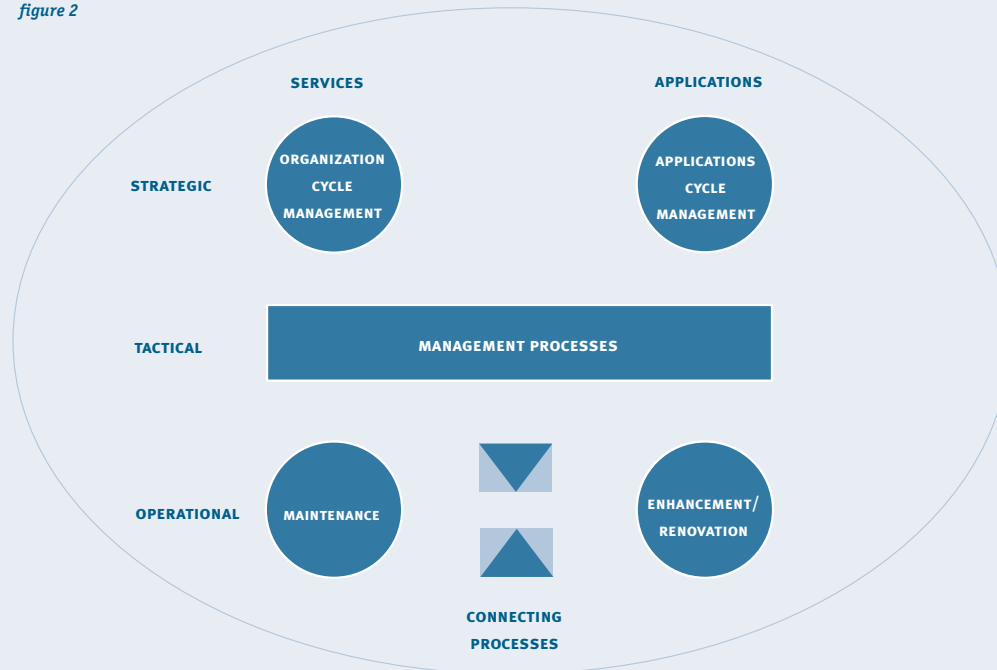 figure 2
SERVICES
APPLICATIONS
STRATEGIC
ORGANIZATION
CYCLE
MANAGEMENT
APPLICATIONS
CYCLE
MANAGEMENT
TACTICAL
MANAGEMENT PROCESSES
OPERATIONAL
MAINTENANCE
ENHANCEMENT/
RENOVATION
CONNECTING
PROCESSES